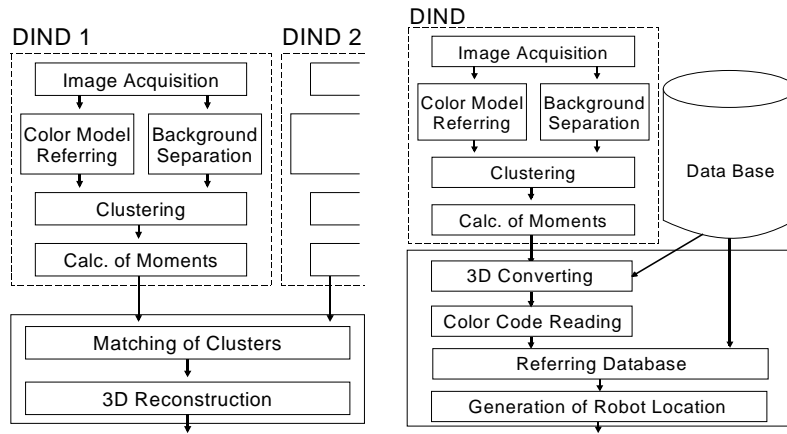 DIND 1
DIND 2
Image Acquisition
Color Model
Referring
Background
Separation
Clustering
Calc. of Moments
Matching of Clusters
3D Reconstruction
DIND
Image Acquisition
Color Model
Referring
Background
Separation
Clustering
Calc. of Moments
Data Base
3D Converting
Color Code Reading
Referring Database
Generation of Robot Location